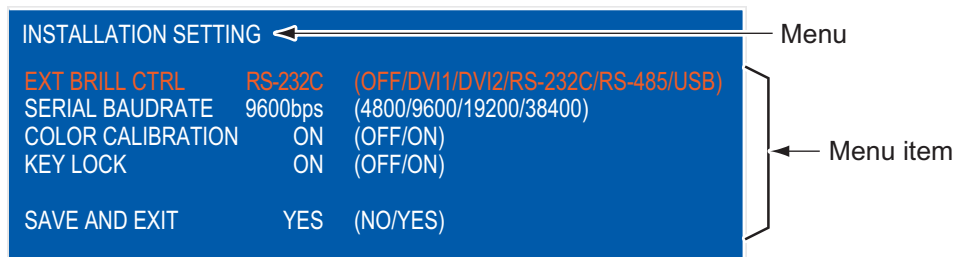 INSTALLATION SETTING
Menu
EXT BRILL CTRL RS-232C (OFF/DVI1/DVI2/RS-232C/RS-485/USB)
SERIAL BAUDRATE 9600bps (4800/9600/19200/38400)
COLOR CALIBRATION ON (OFF/ON)
KEY LOCK ON (OFF/ON)
Menu item
SAVE AND EXIT YES (NO/YES)